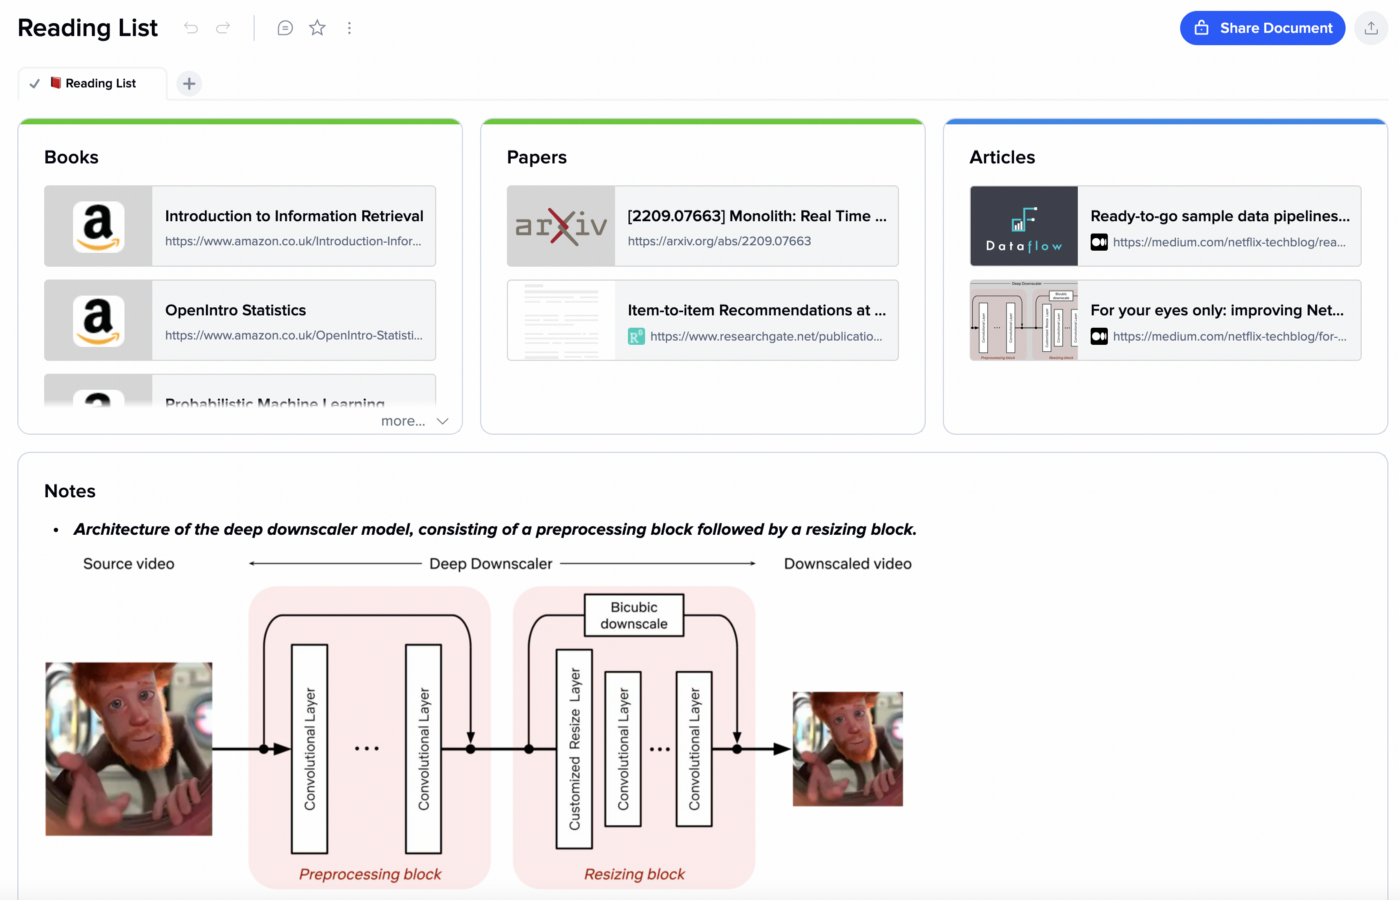 Reading List
Share Document
Reading List
Books
Introduction to Information Retrieval
https://www.amazon.co.uk/Introduction-Infor...
OpenIntro Statistics
https://www.amazon.co.uk/OpenIntro-Statisti...
Probabilistic Machine Learning
more...
Papers
arXiv
[2209.07663] Monolith: Real Time ...
https://arxiv.org/abs/2209.07663
Item-to-item Recommendations at ...
https://www.researchgate.net/publicatio...
Articles
Dataflow
Ready-to-go sample data pipelines...
https://medium.com/netflix-techblog/rea...
For your eyes only: improving Net...
https://medium.com/netflix-techblog/for-...
Notes
• Architecture of the deep downscaler model, consisting of a preprocessing block followed by a resizing block.
Source video
Deep Downscaler
Downscaled video
Bicubic
downscale
Convolutional Layer
...
Convolutional Layer
Customized Resize Layer
Convolutional Layer
...
Convolutional Layer
Preprocessing block
Resizing block